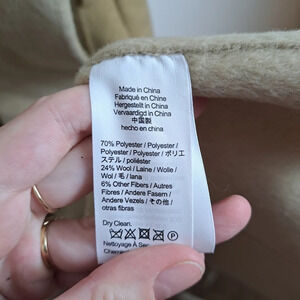 Made in China
Fabriqué en Chine
Hergestellt in China
Vervaardigd in China
中国製
hecho en china
70% Polyester / Polyester /
Polyester / Polyester / ポリエ
ステル / poliéster
24% Wool / Laine / Wolle /
Wol / 毛 / lana
6% Other Fibers / Autres
Fibres / Andere Fasern /
Andere Vezels / その他 /
otras fibras
Dry Clean.
P
Nettoyage À Se